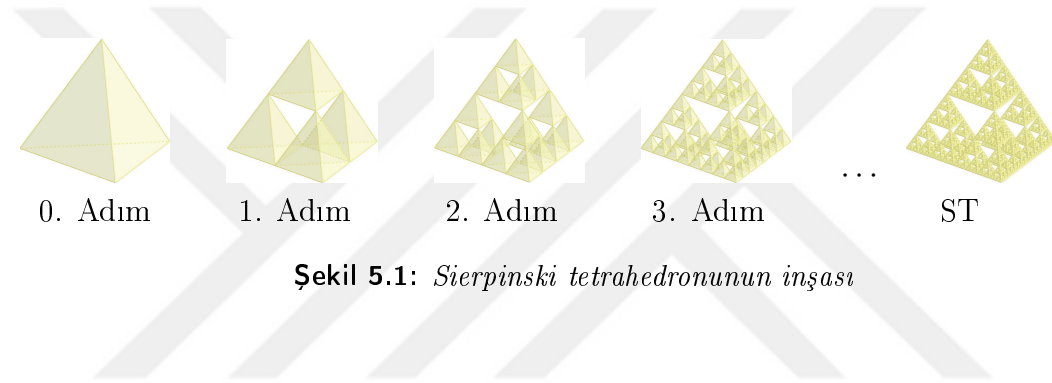 0. Adım 1. Adım 2. Adım 3. Adım ... ST
Şekil 5.1: Sierpinski tetrahedronunun inşası